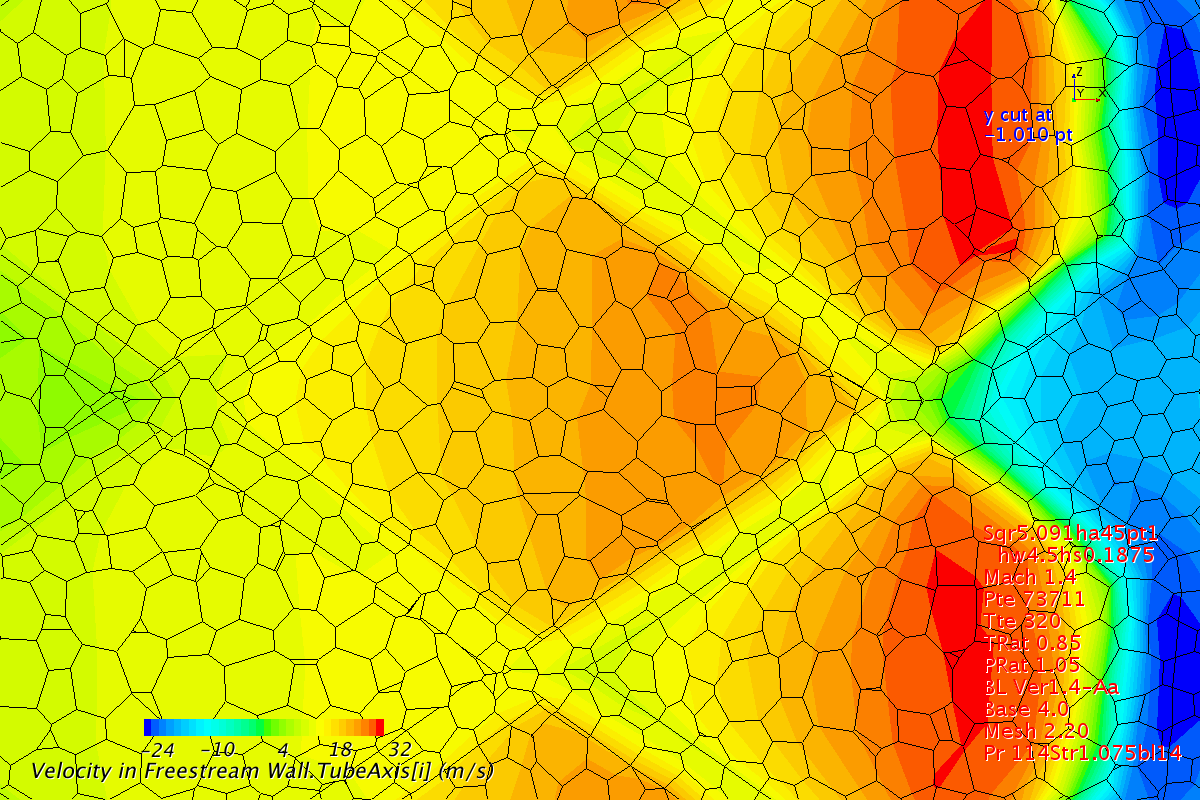 Z
Y X
y cut at
-1.010 pt
Sqr5.091ha45pt1
hw4.5hs0.1875
Mach 1.4
Pte 73711
Tte 320
TRat 0.85
PRat 1.05
BL Ver1.4-Aa
Base 4.0
Mesh 2.20
Pr 114Str1.075bl14
-24 -10 4 18 32
Velocity in Freestream Wall.TubeAxis[i] (m/s)